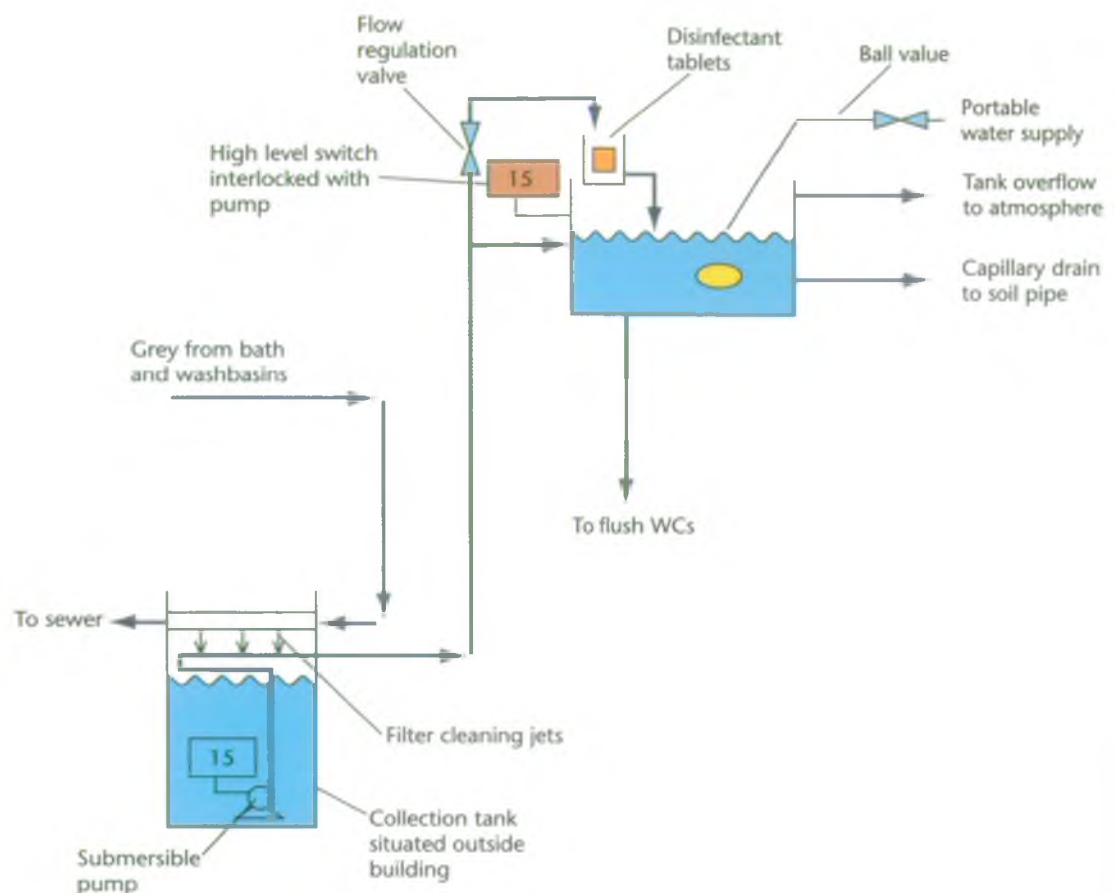 Flow
regulation
valve
Disinfectant
tablets
Ball value
Portable
water supply
High level switch
interlocked with
pump
15
Tank overflow
to atmosphere
Capillary drain
to soil pipe
Grey from bath
and washbasins
To flush WCs
To sewer
Filter cleaning jets
15
Collection tank
situated outside
building
Submersible
pump